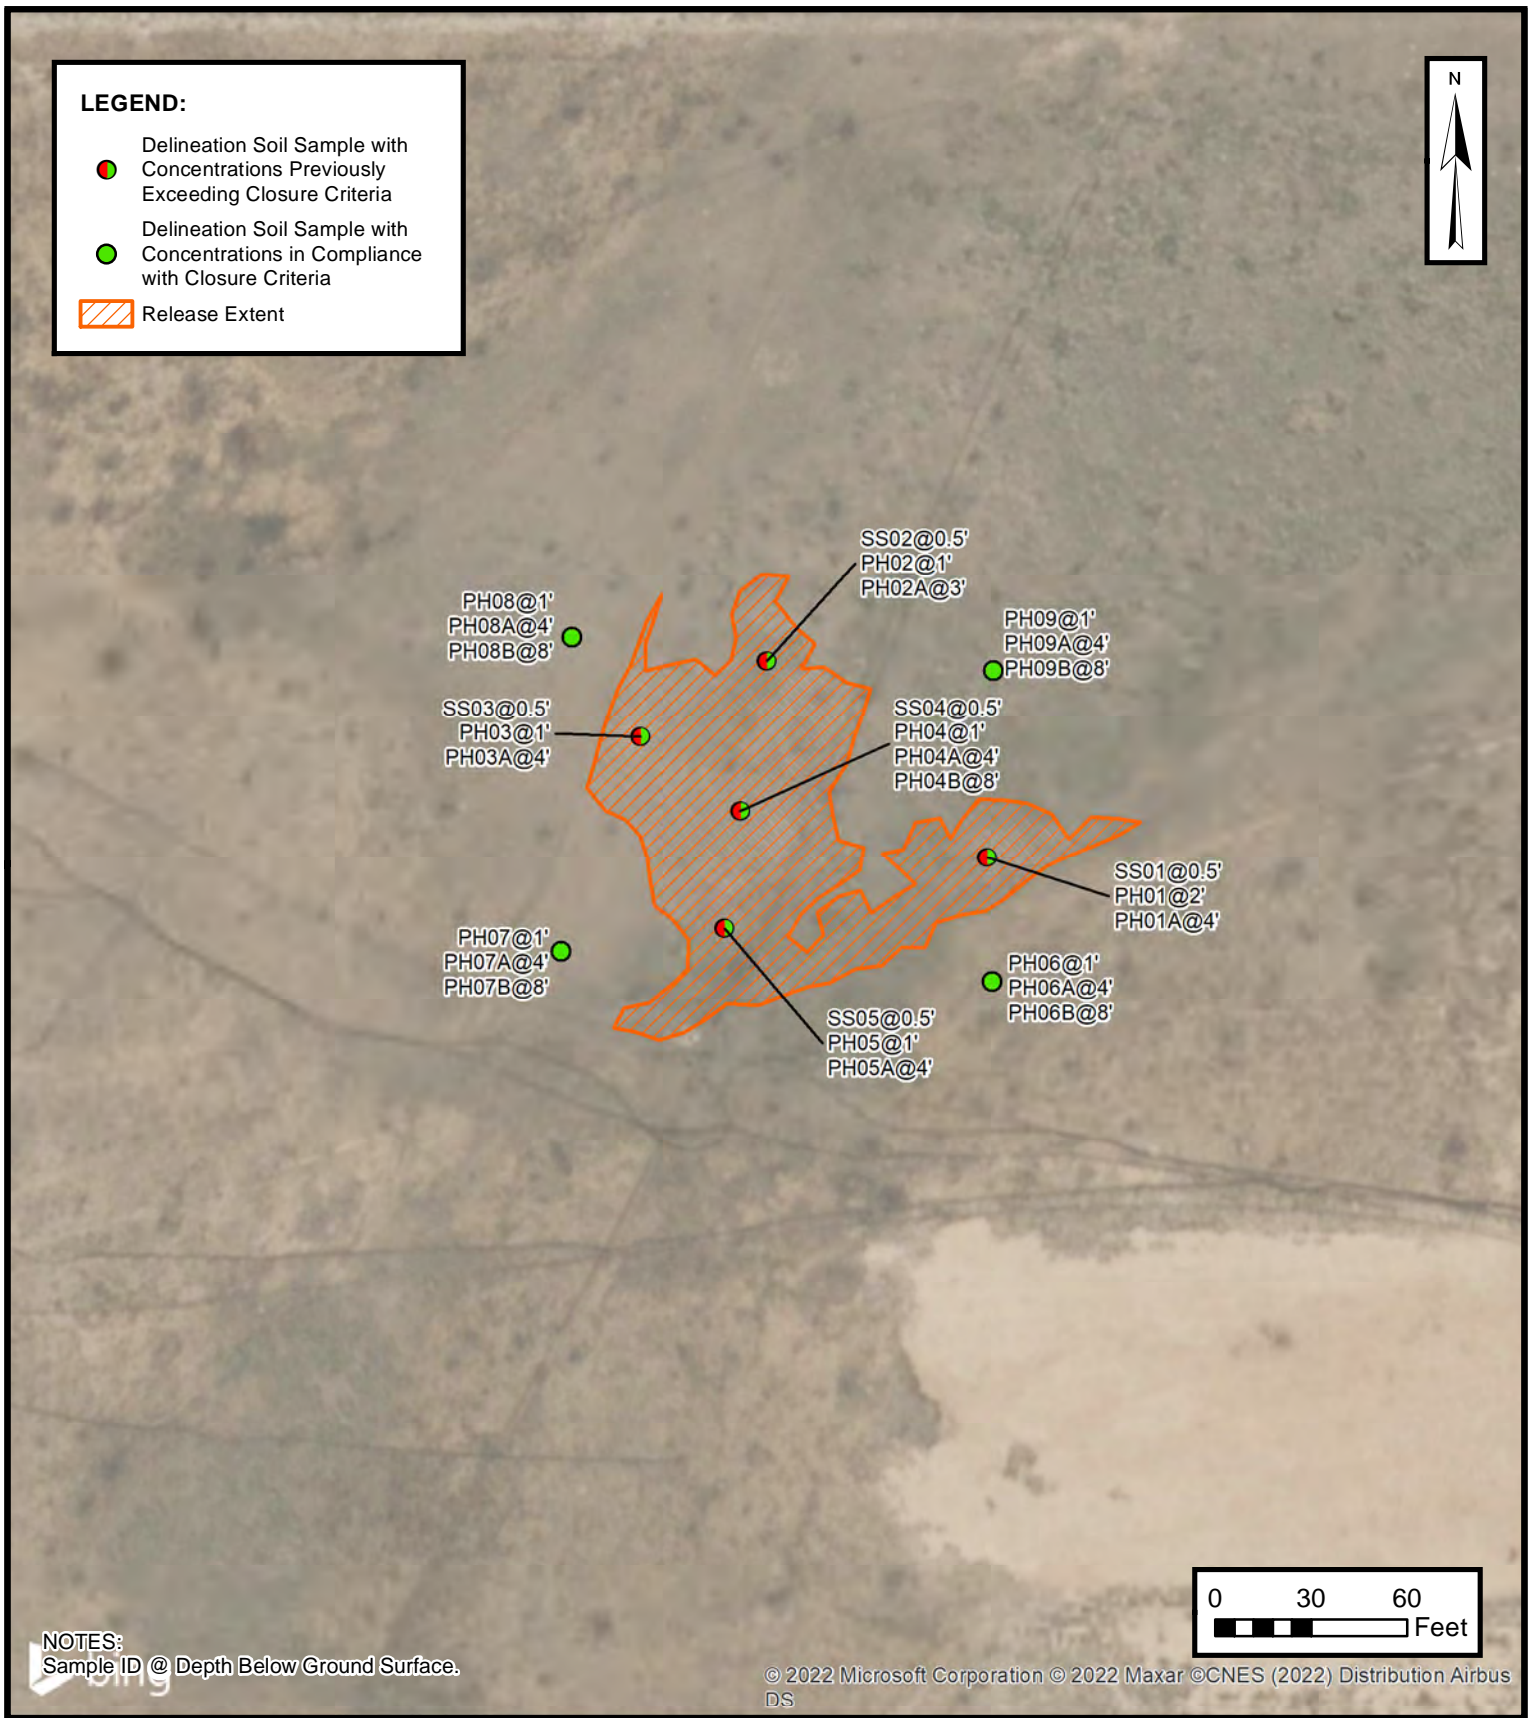 LEGEND:
Delineation Soil Sample with
Concentrations Previously
Exceeding Closure Criteria
Delineation Soil Sample with
Concentrations in Compliance
with Closure Criteria
Release Extent
N
SS02@0.5'
PH02@1'
PH02A@3'
PH08@1'
PH08A@4'
PH08B@8'
PH09@1'
PH09A@4'
PH09B@8'
SS03@0.5'
PH03@1'
PH03A@4'
SS04@0.5'
PH04@1'
PH04A@4'
PH04B@8'
SS01@0.5'
PH01@2'
PH01A@4'
PH07@1'
PH07A@4'
PH07B@8'
PH06@1'
PH06A@4'
PH06B@8'
SS05@0.5'
PH05@1'
PH05A@4'
0 30 60
Feet
NOTES:
Sample ID @ Depth Below Ground Surface.
bing
© 2022 Microsoft Corporation © 2022 Maxar ©CNES (2022) Distribution Airbus
DS